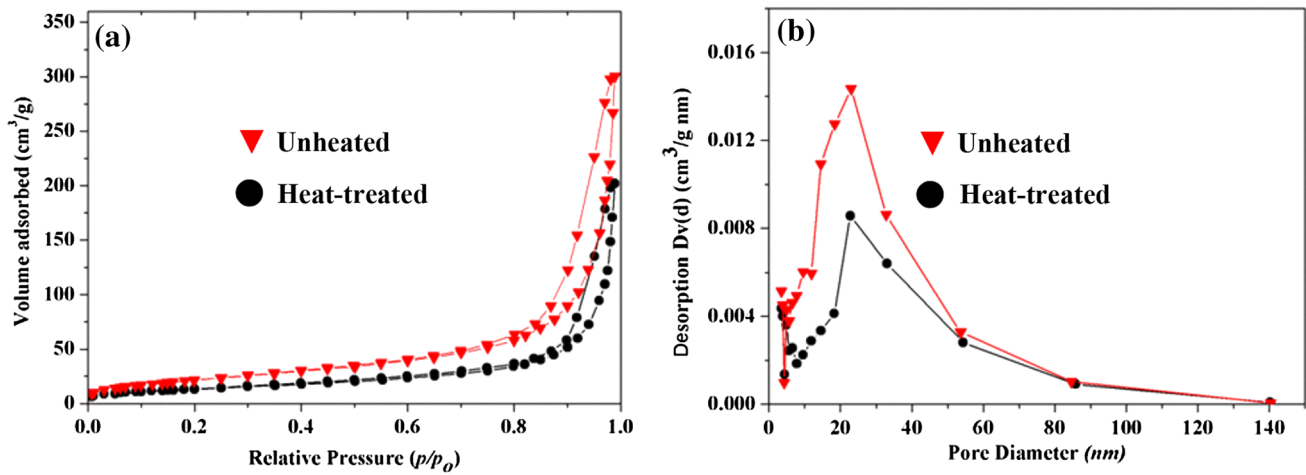 (a)
Volume adsorbed (cm³/g)
350
300
250
200
150
100
50
0
Unheated
Heat-treated
0.0 0.2 0.4 0.6 0.8 1.0
Relative Pressure (p/pₒ)
(b)
Desorption Dv(d) (cm³/g nm)
0.016
0.012
0.008
0.004
0.000
Unheated
Heat-treated
0 20 40 60 80 100 120 140
Pore Diameter (nm)